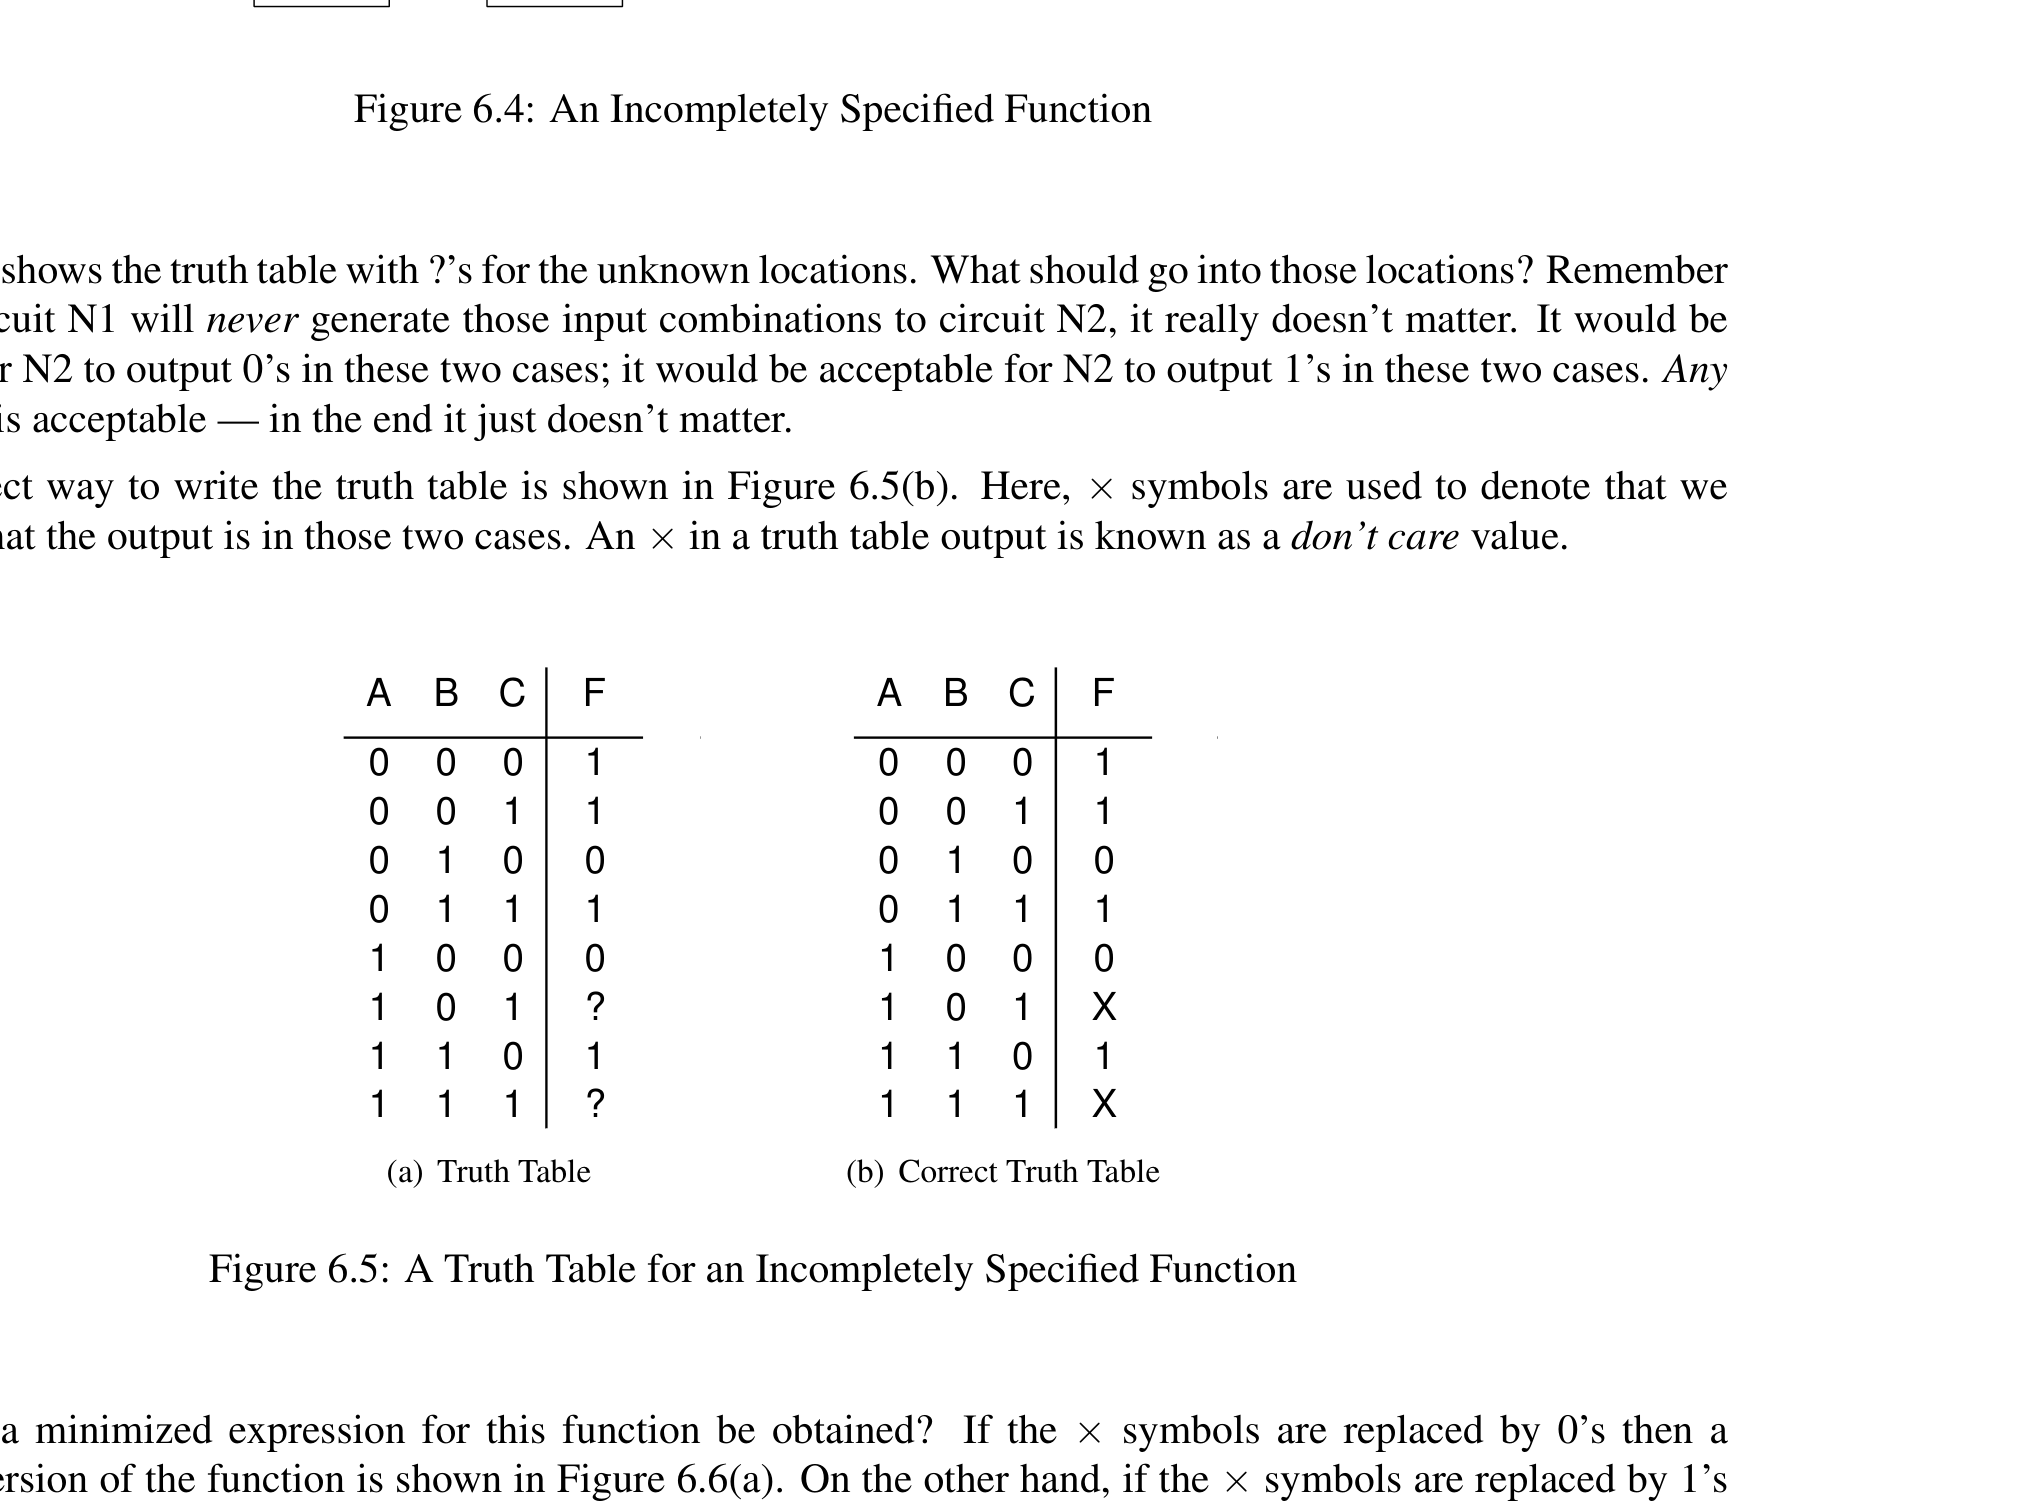 Figure 6.4: An Incompletely Specified Function
shows the truth table with ?'s for the unknown locations. What should go into those locations? Remember
cuit N1 will never generate those input combinations to circuit N2, it really doesn't matter. It would be
r N2 to output 0's in these two cases; it would be acceptable for N2 to output 1's in these two cases. Any
is acceptable — in the end it just doesn't matter.
ect way to write the truth table is shown in Figure 6.5(b). Here, × symbols are used to denote that we
hat the output is in those two cases. An × in a truth table output is known as a don't care value.
A B C F
0 0 0 1
0 0 1 1
0 1 0 0
0 1 1 1
1 0 0 0
1 0 1 ?
1 1 0 1
1 1 1 ?
(a) Truth Table
A B C F
0 0 0 1
0 0 1 1
0 1 0 0
0 1 1 1
1 0 0 0
1 0 1 X
1 1 0 1
1 1 1 X
(b) Correct Truth Table
Figure 6.5: A Truth Table for an Incompletely Specified Function
a minimized expression for this function be obtained? If the × symbols are replaced by 0's then a
ersion of the function is shown in Figure 6.6(a). On the other hand, if the × symbols are replaced by 1's